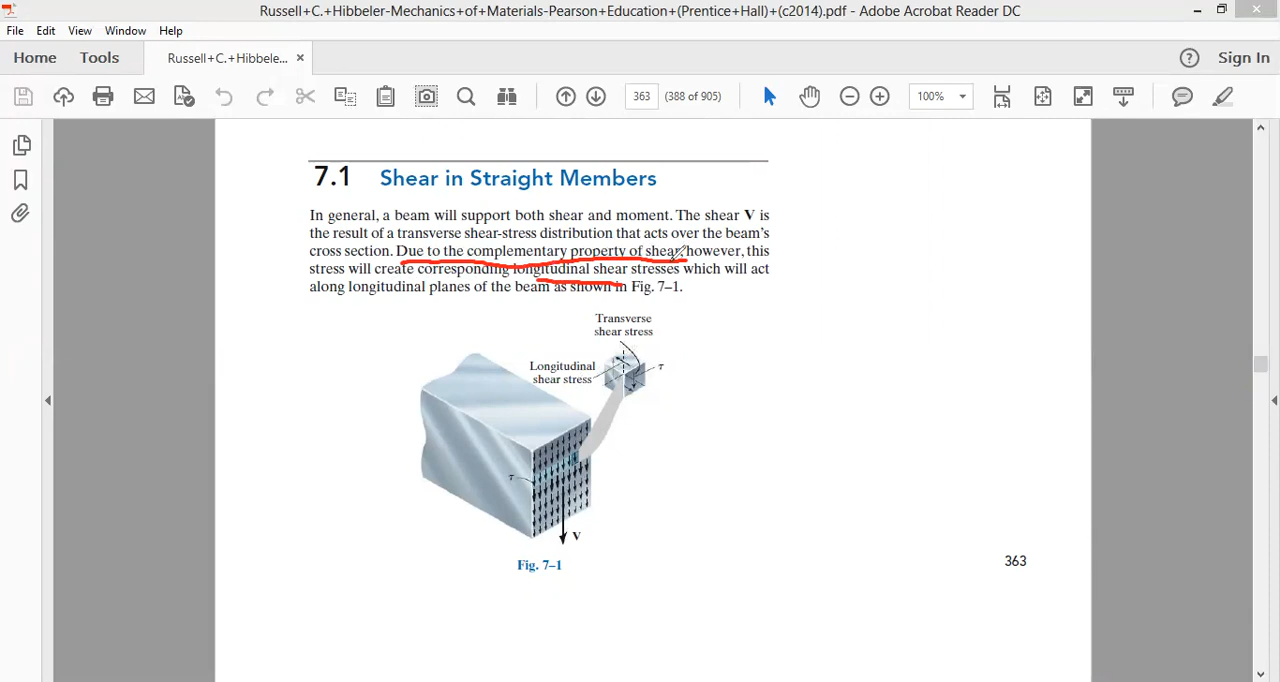 Russell+C.+Hibbeler-Mechanics+of+Materials-Pearson+Education+(Prentice+Hall)+(c2014).pdf - Adobe Acrobat Reader DC
File Edit View Window Help
Home Tools Russell+C.+Hibbele... × Sign In
363 (388 of 905) 100%
7.1 Shear in Straight Members
In general, a beam will support both shear and moment. The shear V is
the result of a transverse shear-stress distribution that acts over the beam's
cross section. Due to the complementary property of shear, however, this
stress will create corresponding longitudinal shear stresses which will act
along longitudinal planes of the beam as shown in Fig. 7–1.
Transverse
shear stress
Longitudinal
shear stress
τ
τ
V
Fig. 7–1
363